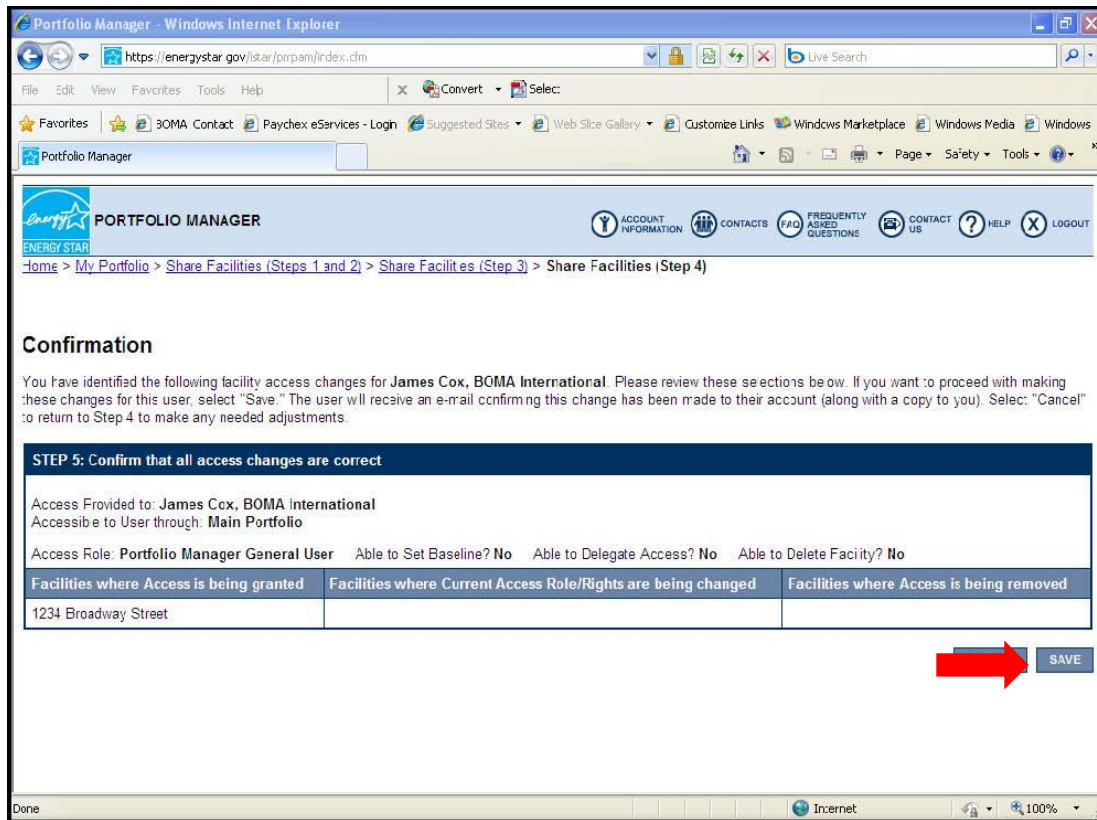 Portfolio Manager - Windows Internet Explorer
https://energystar.gov/istar/pmpam/index.cfm
Live Search
File Edit View Favorites Tools Help
Convert
Select
Favorites
BOMA Contact
Paychex eServices - Login
Suggested Sites
Web Slice Gallery
Customize Links
Windows Marketplace
Windows Media
Windows
Portfolio Manager
Page
Safety
Tools
energy
ENERGY STAR
PORTFOLIO MANAGER
ACCOUNT INFORMATION
CONTACTS
FAQ
FREQUENTLY ASKED QUESTIONS
CONTACT US
HELP
LOGOUT
Home > My Portfolio > Share Facilities (Steps 1 and 2) > Share Facilities (Step 3) > Share Facilities (Step 4)
Confirmation
You have identified the following facility access changes for James Cox, BOMA International. Please review these selections below. If you want to proceed with making
these changes for this user, select "Save." The user will receive an e-mail confirming this change has been made to their account (along with a copy to you). Select "Cancel"
to return to Step 4 to make any needed adjustments.
STEP 5: Confirm that all access changes are correct
Access Provided to: James Cox, BOMA International
Accessible to User through: Main Portfolio
Access Role: Portfolio Manager General User Able to Set Baseline? No Able to Delegate Access? No Able to Delete Facility? No
Facilities where Access is being granted
Facilities where Current Access Role/Rights are being changed
Facilities where Access is being removed
1234 Broadway Street
SAVE
Done
Internet
100%